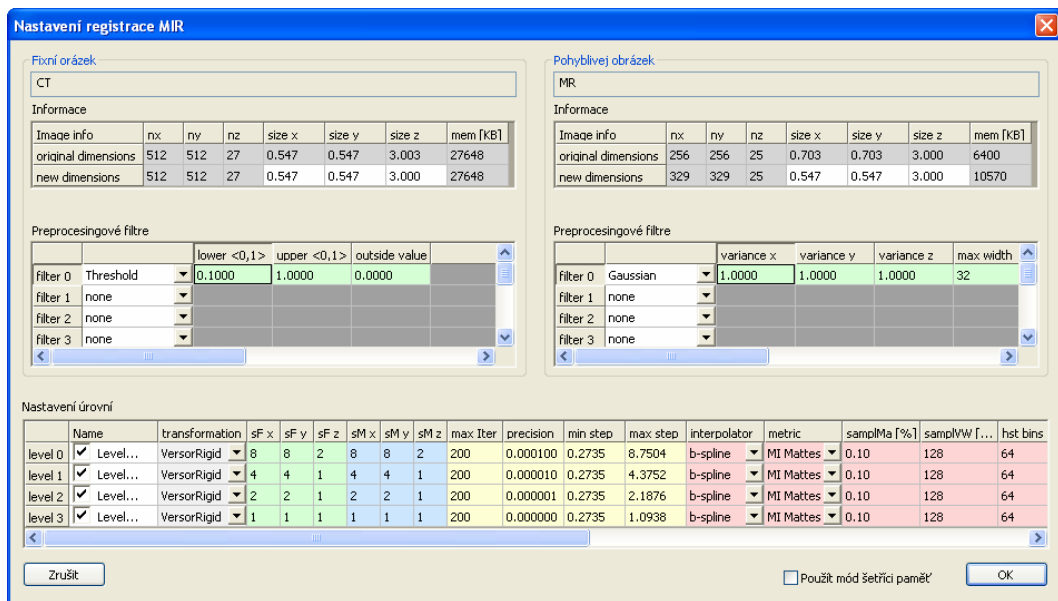 Nastavení registrace MIR
Fixní orázek
CT
Informace
Image info nx ny nz size x size y size z mem [KB]
original dimensions 512 512 27 0.547 0.547 3.003 27648
new dimensions 512 512 27 0.547 0.547 3.000 27648
Preprocesingové filtre
lower <0,1> upper <0,1> outside value
filter 0 Threshold 0.1000 1.0000 0.0000
filter 1 none
filter 2 none
filter 3 none
Pohyblivej obrázek
MR
Informace
Image info nx ny nz size x size y size z mem [KB]
original dimensions 256 256 25 0.703 0.703 3.000 6400
new dimensions 329 329 25 0.547 0.547 3.000 10570
Preprocesingové filtre
variance x variance y variance z max width
filter 0 Gaussian 1.0000 1.0000 1.0000 32
filter 1 none
filter 2 none
filter 3 none
Nastavení úrovní
Name transformation sF x sF y sF z sM x sM y sM z max Iter precision min step max step interpolator metric samplMa [%] samplVW [... hst bins
level 0 Level... VersorRigid 8 8 2 8 8 2 200 0.000100 0.2735 8.7504 b-spline MI Mattes 0.10 128 64
level 1 Level... VersorRigid 4 4 1 4 4 1 200 0.000010 0.2735 4.3752 b-spline MI Mattes 0.10 128 64
level 2 Level... VersorRigid 2 2 1 2 2 1 200 0.000001 0.2735 2.1876 b-spline MI Mattes 0.10 128 64
level 3 Level... VersorRigid 1 1 1 1 1 1 200 0.000000 0.2735 1.0938 b-spline MI Mattes 0.10 128 64
Zrušit
Použít mód šetřící paměť
OK